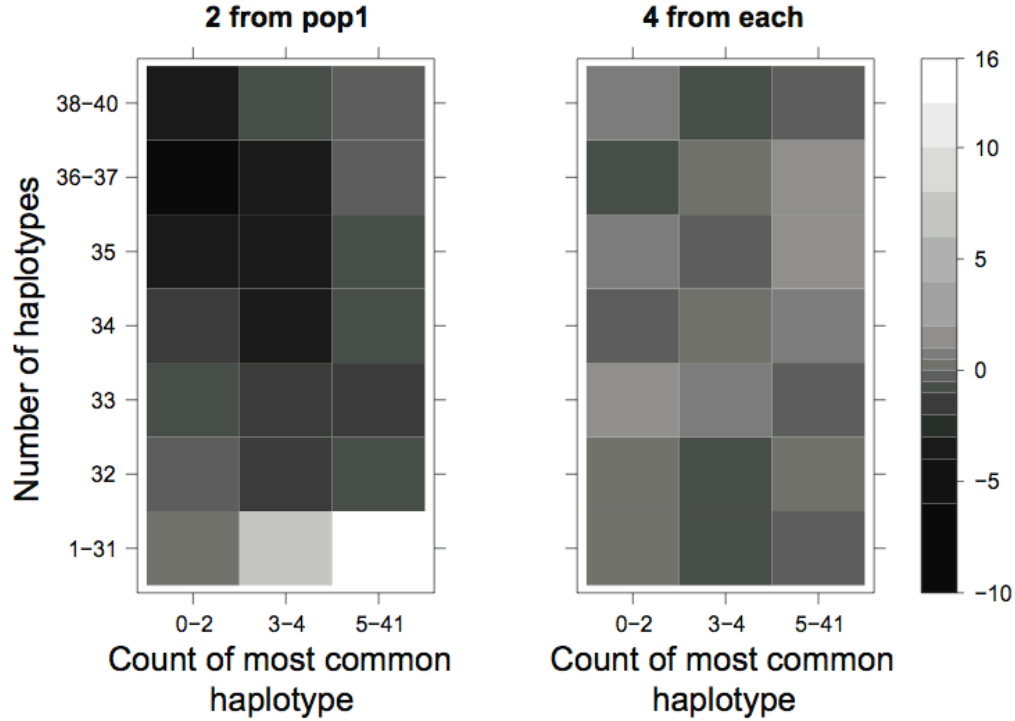 2 from pop1
4 from each
Number of haplotypes
38−40
36−37
35
34
33
32
1−31
0−2 3−4 5−41
Count of most common
haplotype
0−2 3−4 5−41
Count of most common
haplotype
16
10
5
0
−5
−10